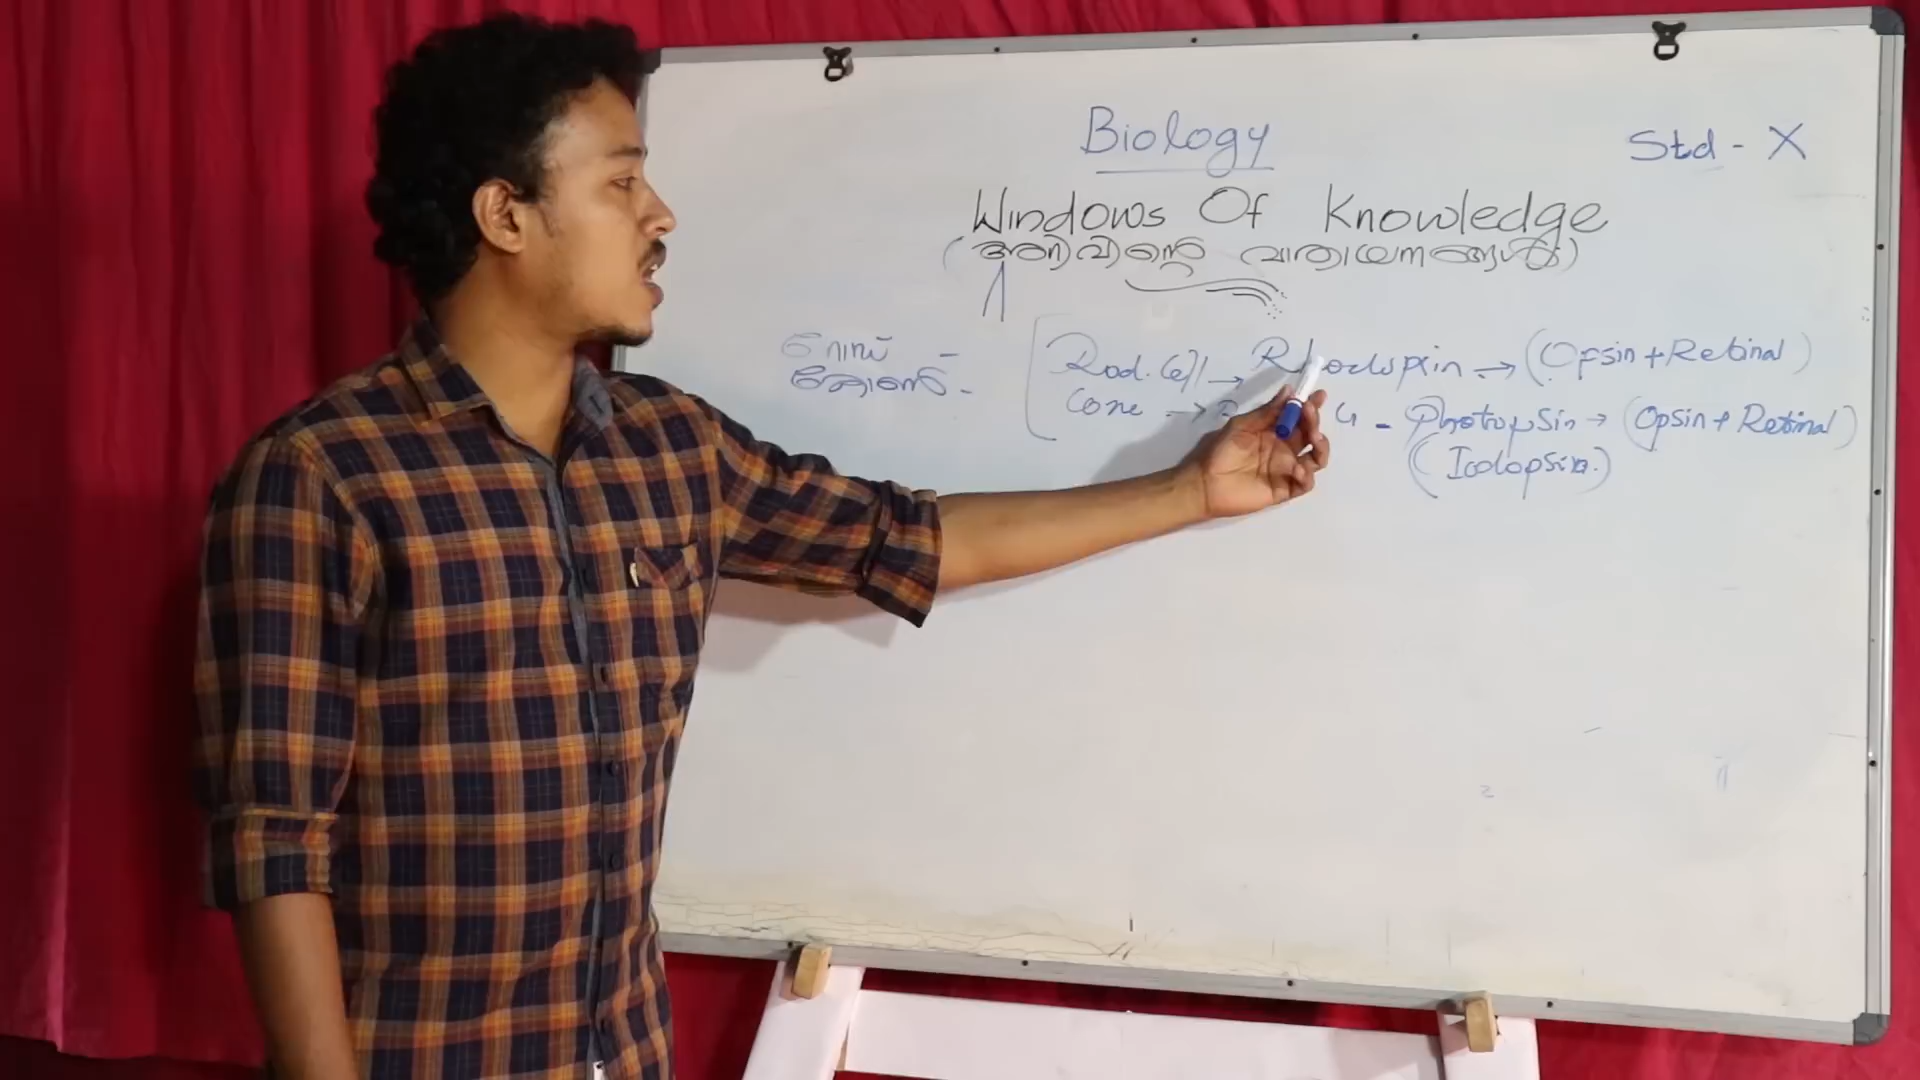 Biology
Std - X
Windows Of Knowledge
(അറിവിന്റെ വാതായനങ്ങൾ)
റോഡ് -
കോൺ -
Rod. Cell → Rhodopsin → (Opsin + Retinal)
Cone → - Photopsin → (Opsin + Retinal)
(Iodopsin.)